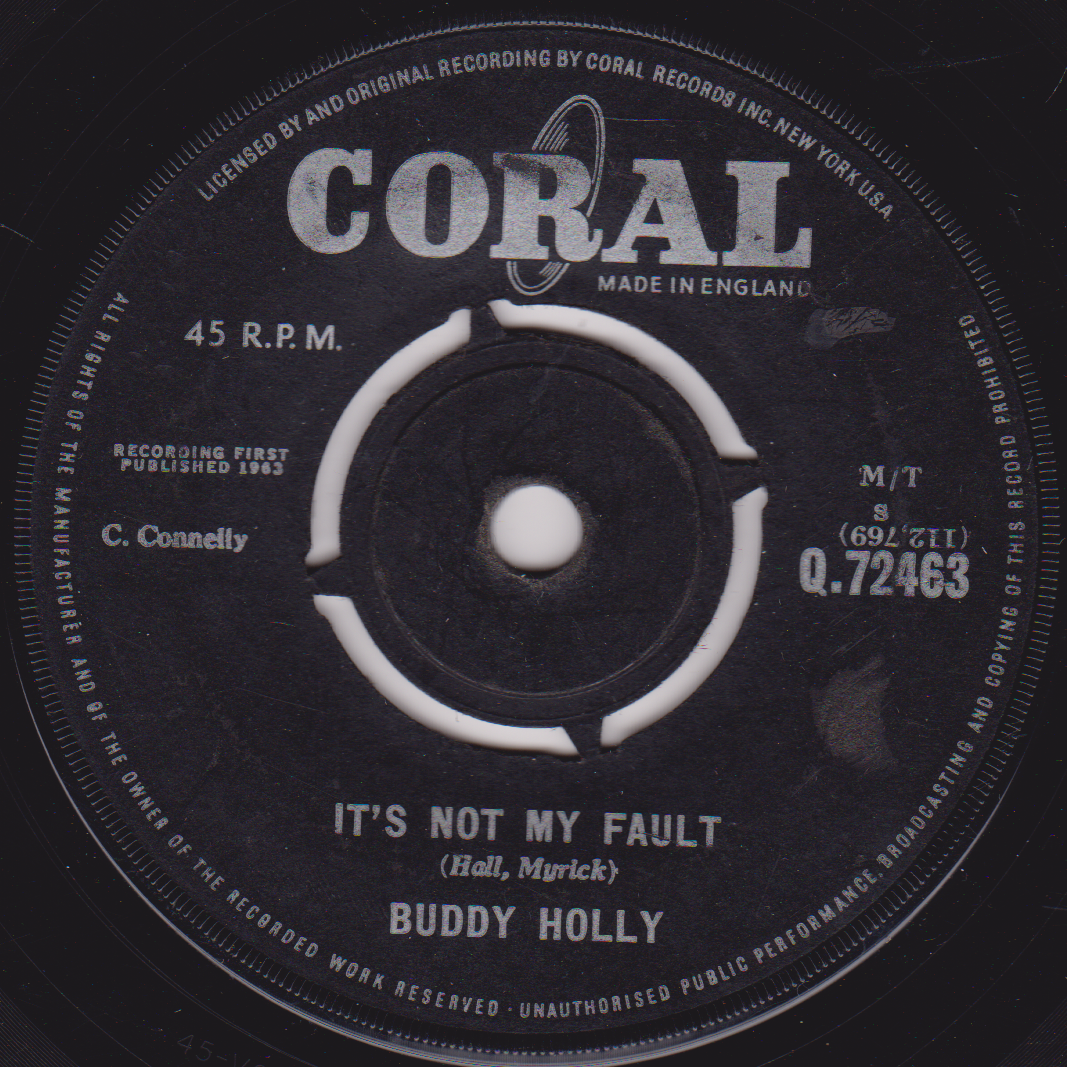 LICENSED BY AND ORIGINAL RECORDING BY CORAL RECORDS INC. NEW YORK U.S.A.
CORAL
MADE IN ENGLAND
45 R.P.M.
RECORDING FIRST
PUBLISHED 1963
C. Connelly
M/T
S
(112,769)
Q.72463
IT'S NOT MY FAULT
(Hall, Myrick)
BUDDY HOLLY
ALL RIGHTS OF THE MANUFACTURER AND OF THE OWNER OF THE RECORDED WORK RESERVED · UNAUTHORISED PUBLIC PERFORMANCE, BROADCASTING AND COPYING OF THIS RECORD PROHIBITED